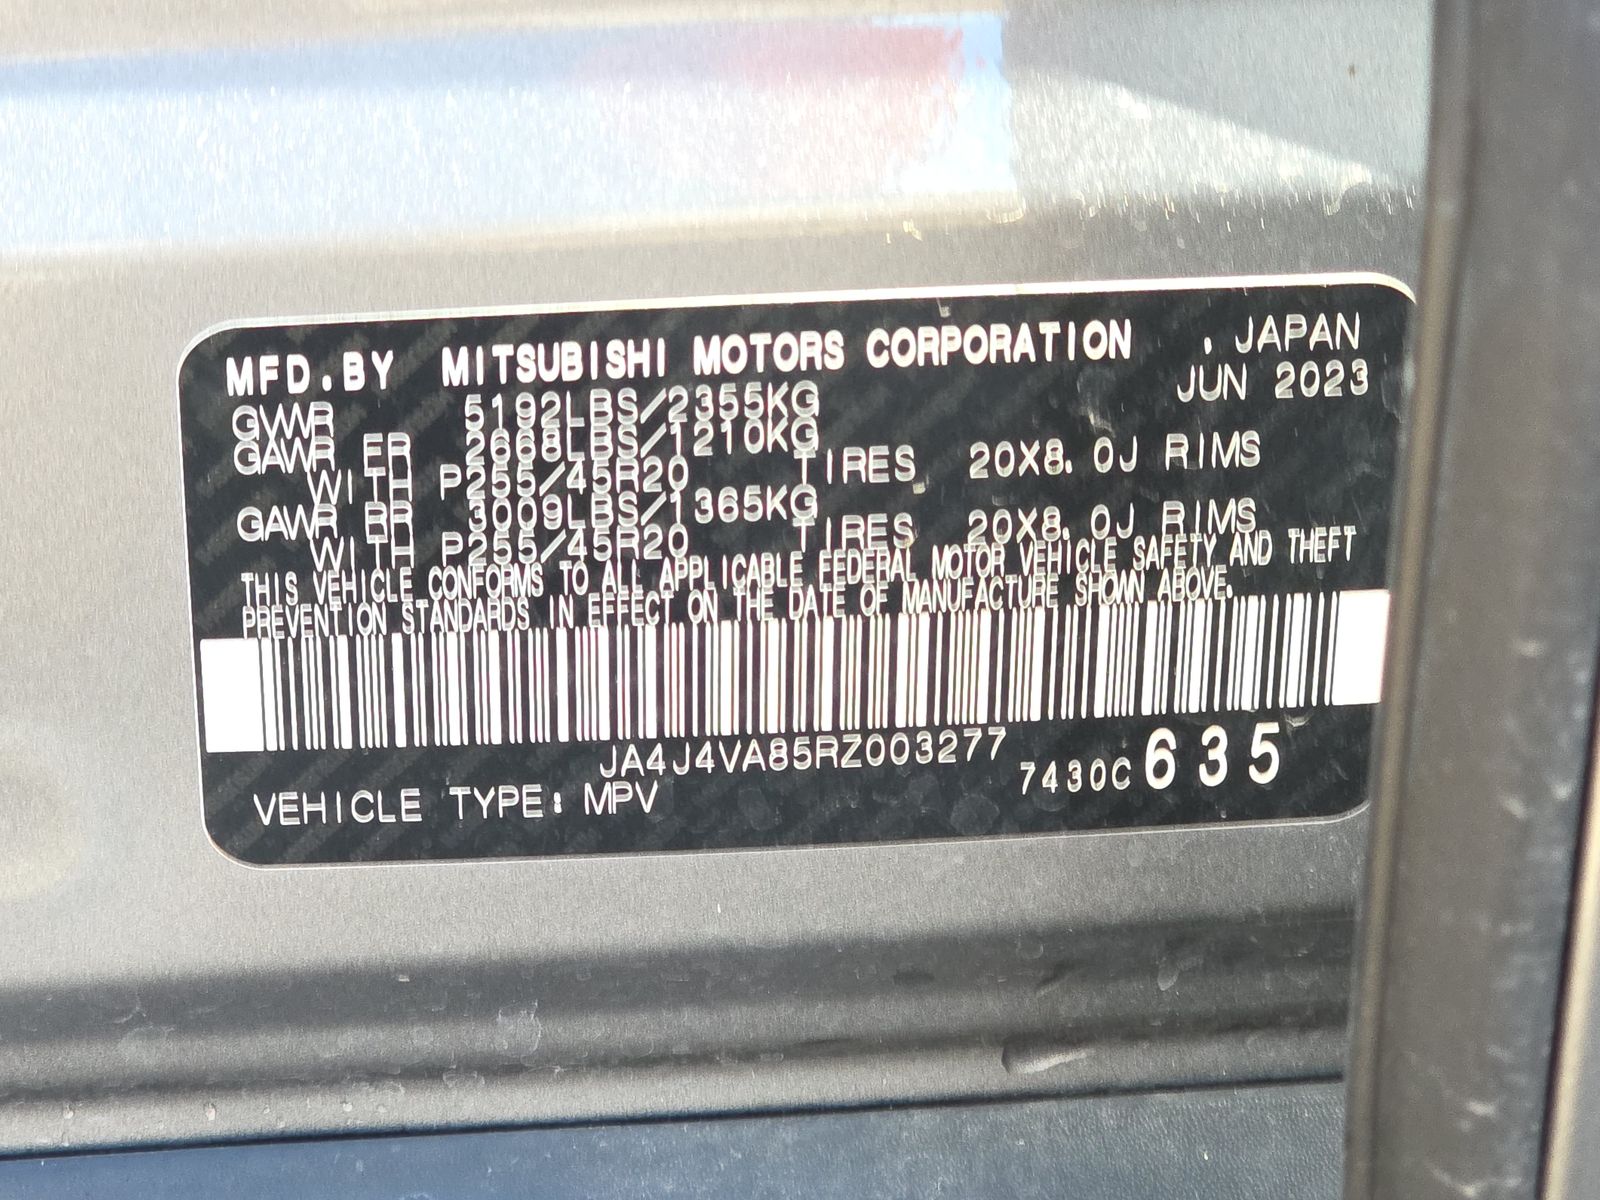 MFD.BY MITSUBISHI MOTORS CORPORATION . JAPAN
GVWR 5192LBS/2355KG JUN 2023
GAWR FR 2668LBS/1210KG
WITH P255/45R20 TIRES, 20X8.0J RIMS
GAWR RR 3009LBS/1365KG
WITH P255/45R20 TIRES, 20X8.0J RIMS
THIS VEHICLE CONFORMS TO ALL APPLICABLE FEDERAL MOTOR VEHICLE SAFETY AND THEFT
PREVENTION STANDARDS IN EFFECT ON THE DATE OF MANUFACTURE SHOWN ABOVE.
JA4J4VA85RZ003277
VEHICLE TYPE: MPV 7430C 635